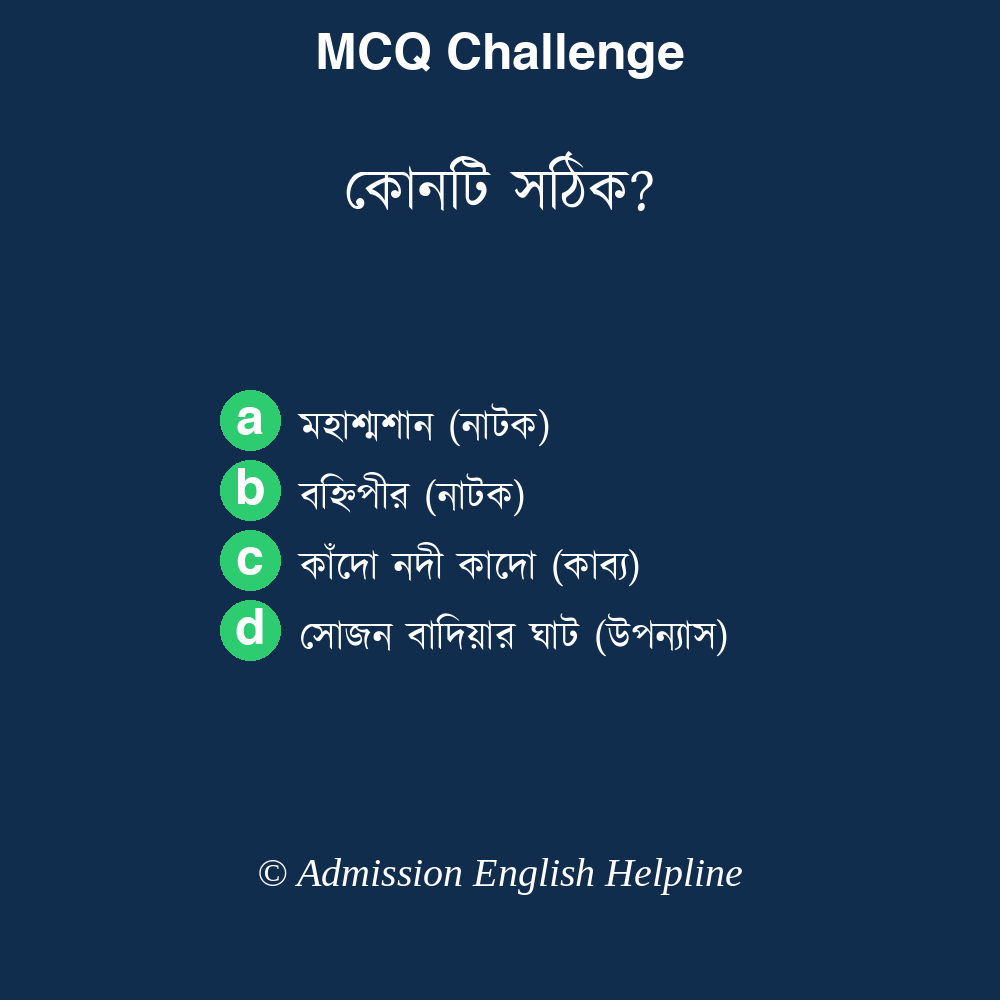 MCQ Challenge
কোনটি সঠিক?
a মহাশ্মশান (নাটক)
b বহ্নিপীর (নাটক)
c কাঁদো নদী কাদো (কাব্য)
d সোজন বাদিয়ার ঘাট (উপন্যাস)
© Admission English Helpline